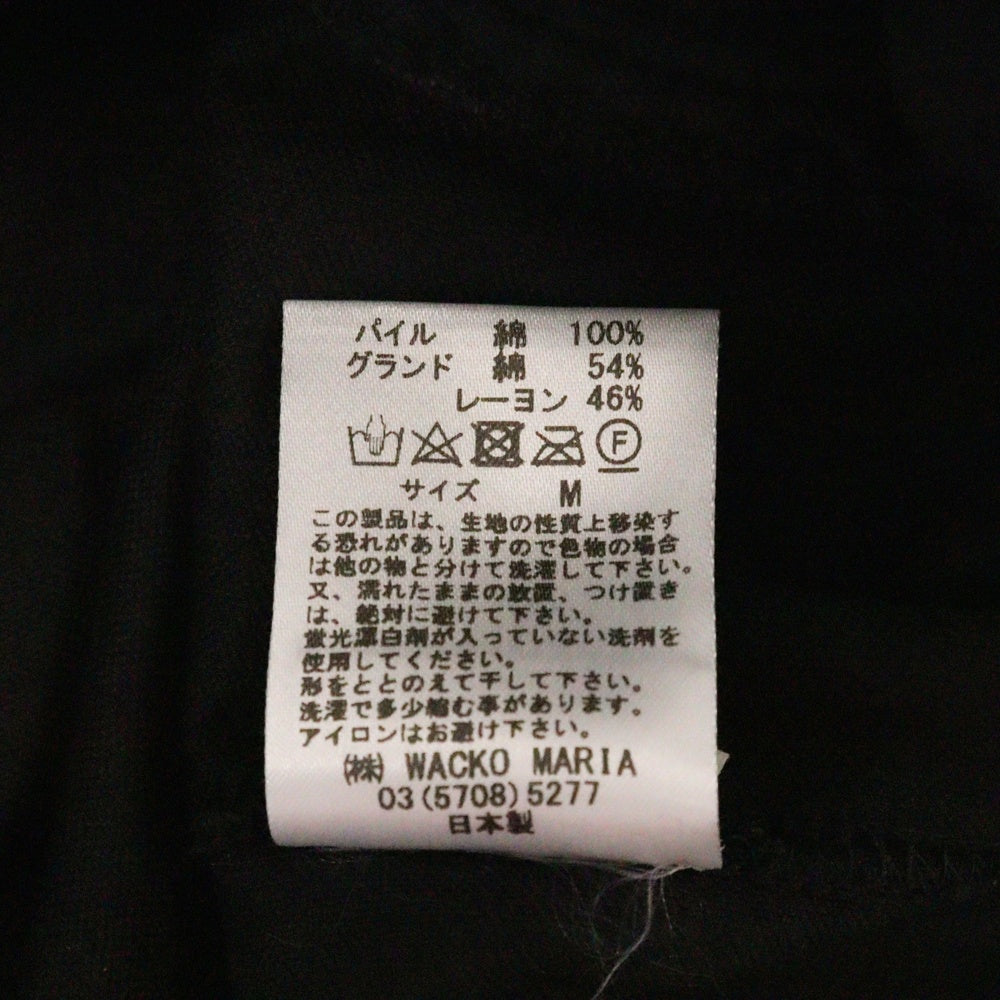 パイル 綿 100%
グランド 綿 54%
レーヨン 46%
F
サイズ M
この製品は、生地の性質上移染す
る恐れがありますので色物の場合
は他の物と分けて洗濯して下さい。
又、濡れたままの放置、つけ置き
は、絶対に避けて下さい。
蛍光漂白剤が入っていない洗剤を
使用してください。
形をととのえて干して下さい。
洗濯で多少縮む事があります。
アイロンはお避け下さい。
㈱ WACKO MARIA
03(5708)5277
日本製